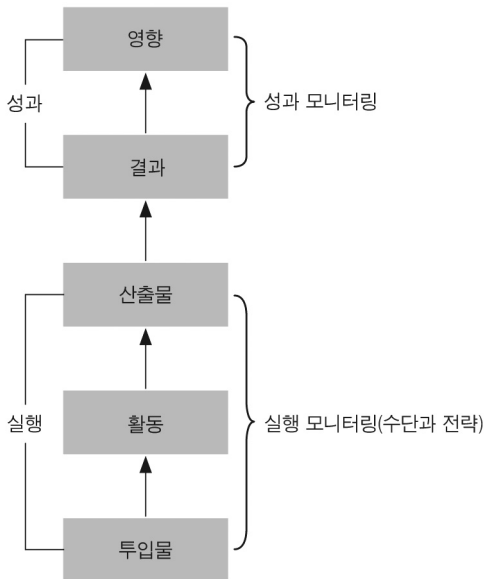 영향
성과
성과 모니터링
결과
산출물
실행
활동
실행 모니터링(수단과 전략)
투입물